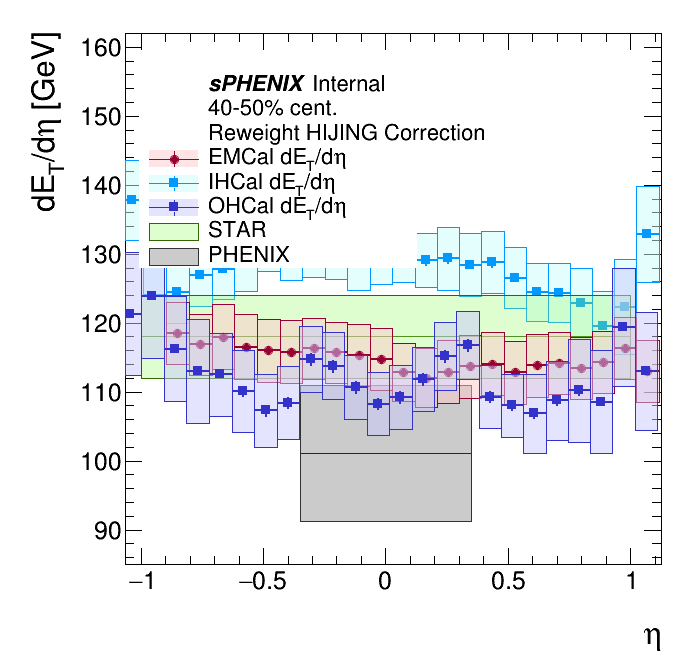 dE_T/dη [GeV]
160
150
140
130
120
110
100
90
sPHENIX Internal
40-50% cent.
Reweight HIJING Correction
EMCal dE_T/dη
IHCal dE_T/dη
OHCal dE_T/dη
STAR
PHENIX
−1 −0.5 0 0.5 1
η